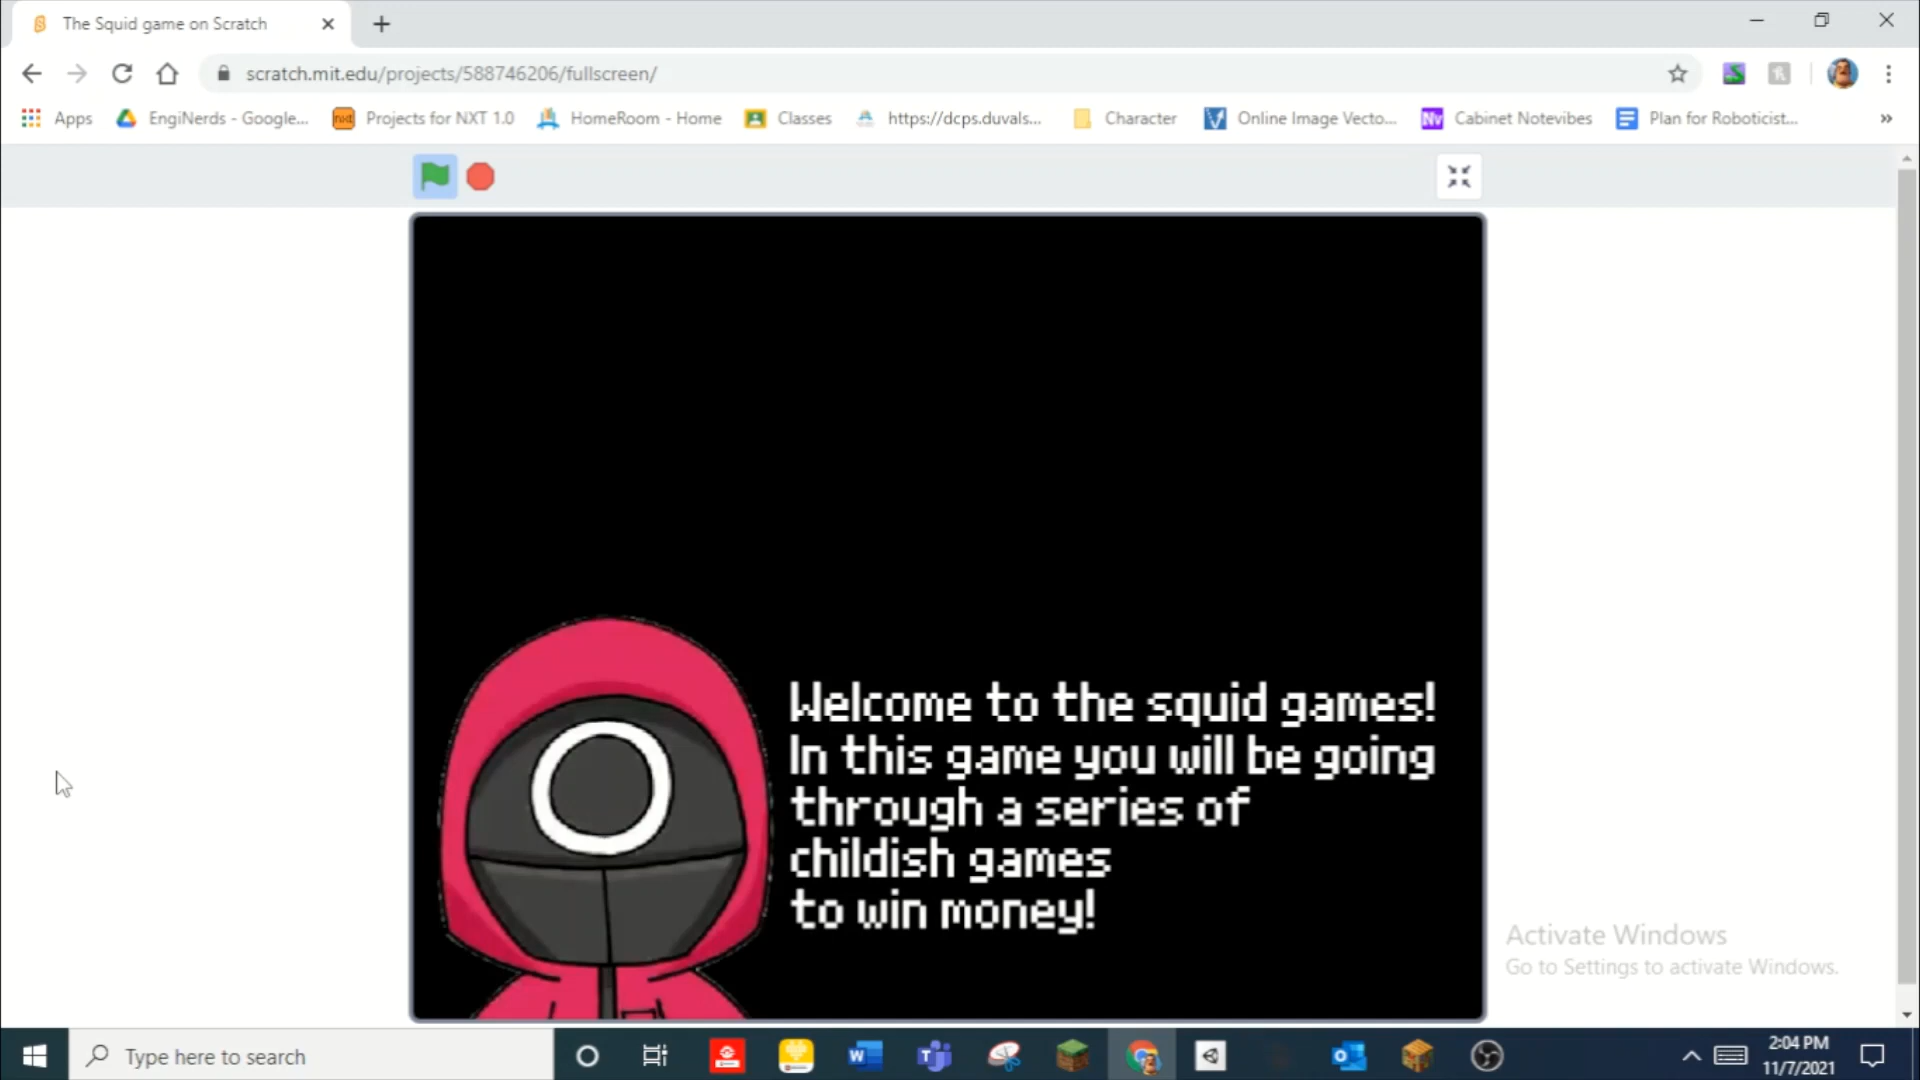 The Squid game on Scratch
scratch.mit.edu/projects/588746206/fullscreen/
Apps EngiNerds - Google... Projects for NXT 1.0 HomeRoom - Home Classes https://dcps.duvals... Character Online Image Vecto... Nv Cabinet Notevibes Plan for Roboticist... »
Welcome to the squid games!
In this game you will be going
through a series of
childish games
to win money!
Activate Windows
Go to Settings to activate Windows.
Type here to search
2:04 PM
11/7/2021